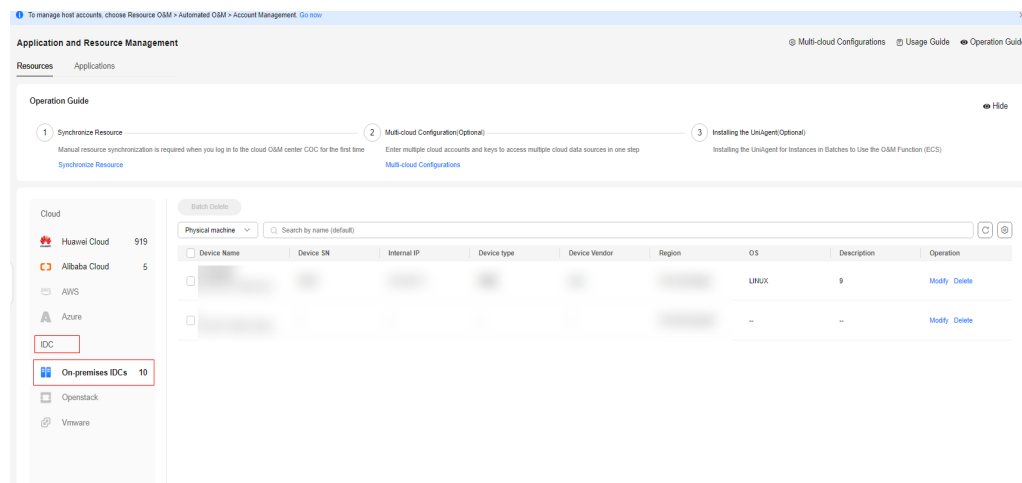 To manage host accounts, choose Resource O&M > Automated O&M > Account Management. Go now
Application and Resource Management
Multi-cloud Configurations Usage Guide Operation Guid
Resources Applications
Operation Guide
Hide
1 Synchronize Resource 2 Multi-cloud Configuration(Optional) 3 Installing the UniAgent(Optional)
Manual resource synchronization is required when you log in to the cloud O&M center COC for the first time Enter multiple cloud accounts and keys to access multiple cloud data sources in one step Installing the UniAgent for Instances in Batches to Use the O&M Function (ECS)
Synchronize Resource Multi-cloud Configurations
Batch Delete
Cloud
Physical machine Search by name (default)
Huawei Cloud 919
Device Name Device SN Internal IP Device type Device Vendor Region OS Description Operation
Alibaba Cloud 5
LINUX 9 Modify Delete
AWS
Azure
-- -- Modify Delete
IDC
On-premises IDCs 10
Openstack
Vmware